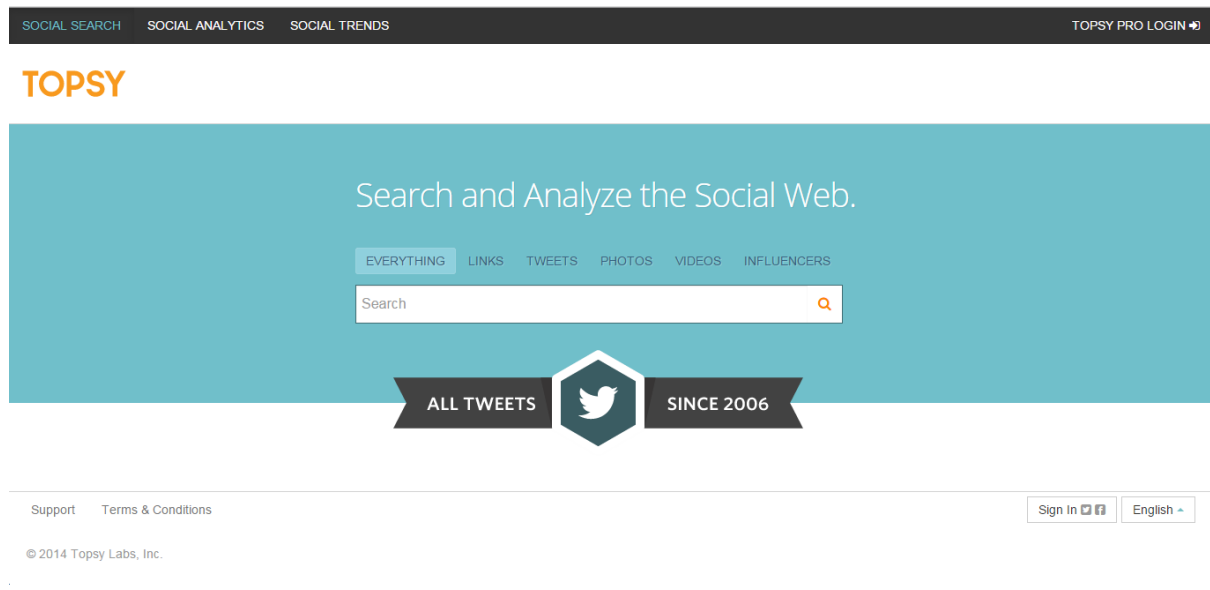 SOCIAL SEARCH SOCIAL ANALYTICS SOCIAL TRENDS TOPSY PRO LOGIN
TOPSY
Search and Analyze the Social Web.
EVERYTHING LINKS TWEETS PHOTOS VIDEOS INFLUENCERS
Search
ALL TWEETS SINCE 2006
Support Terms & Conditions Sign In English
© 2014 Topsy Labs, Inc.